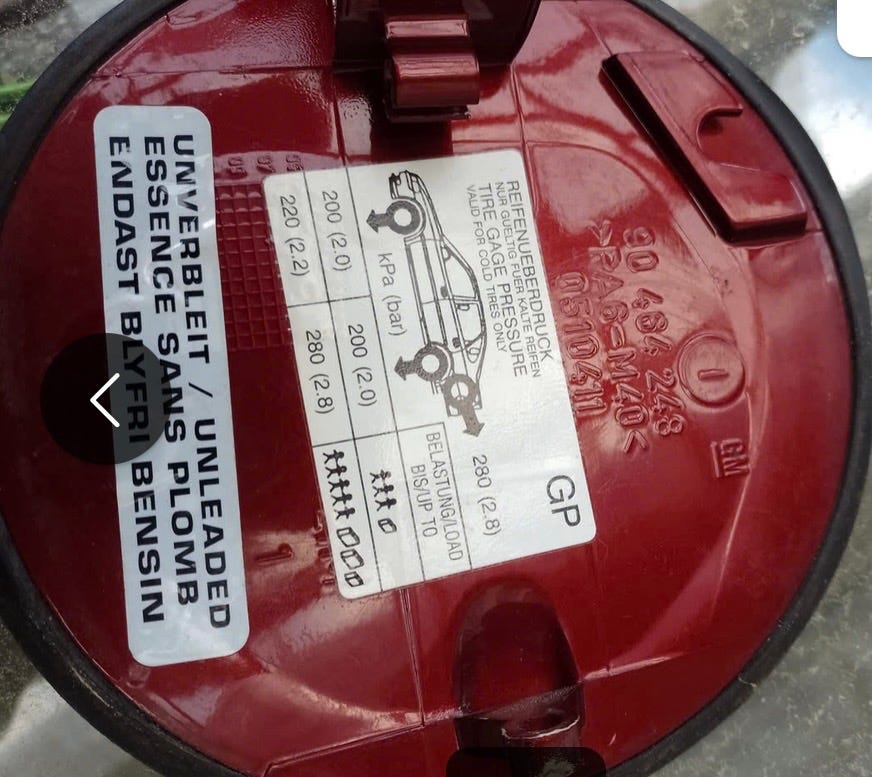 UNVERBLEIT / UNLEADED
ESSENCE SANS PLOMB
ENDAST BLYFRI BENSIN
GP
REIFENUEBERDRUCK
NUR GUELTIG FUER KALTE REIFEN
TIRE GAGE PRESSURE
VALID FOR COLD TIRES ONLY
280 (2.8)
kPa (bar)
BELASTUNG/LOAD
BIS/UP TO
200 (2.0) 200 (2.0)
220 (2.2) 280 (2.8)
GM
1
90 464 248
>PA6-M40<
0510411